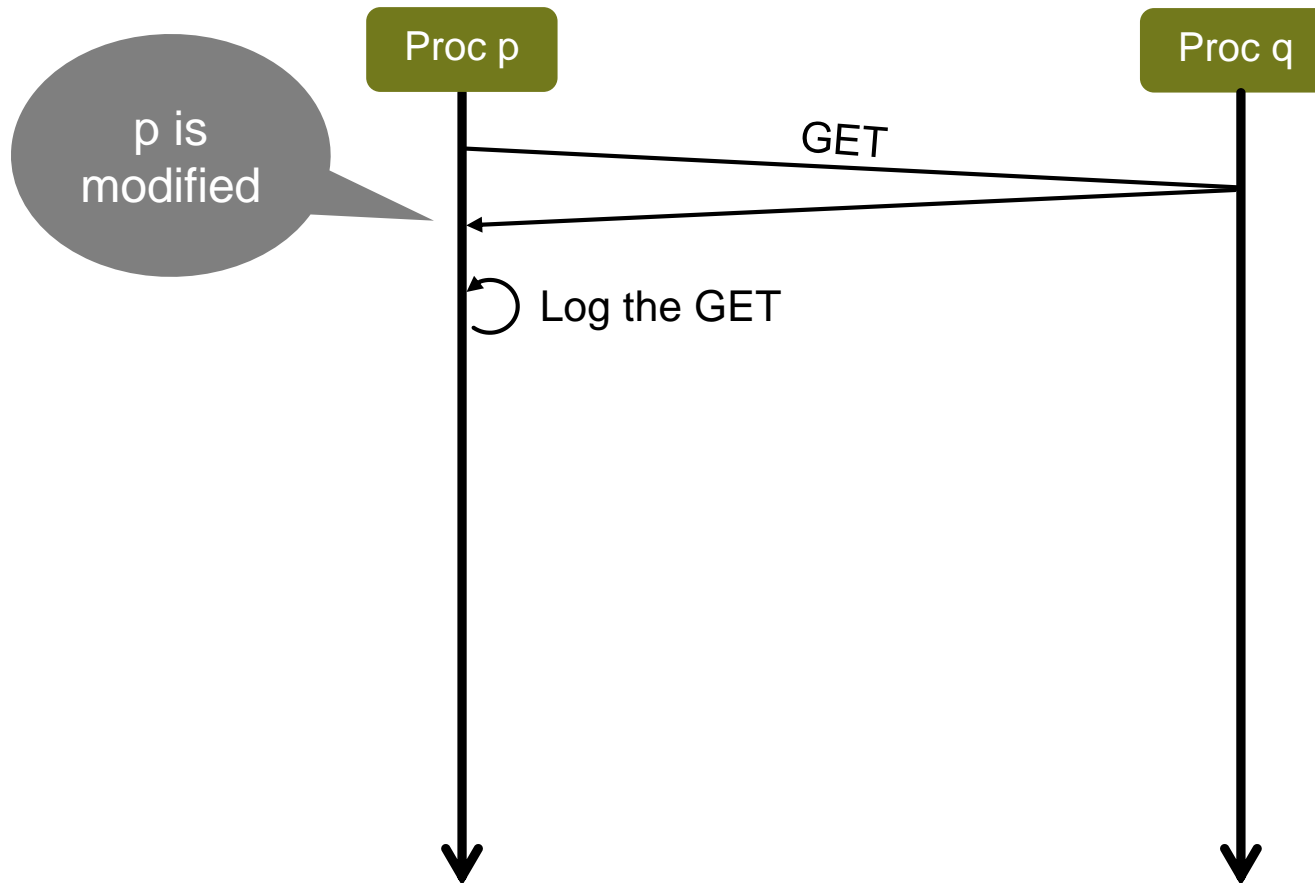 Proc p
Proc q
p is
modified
GET
Log the GET